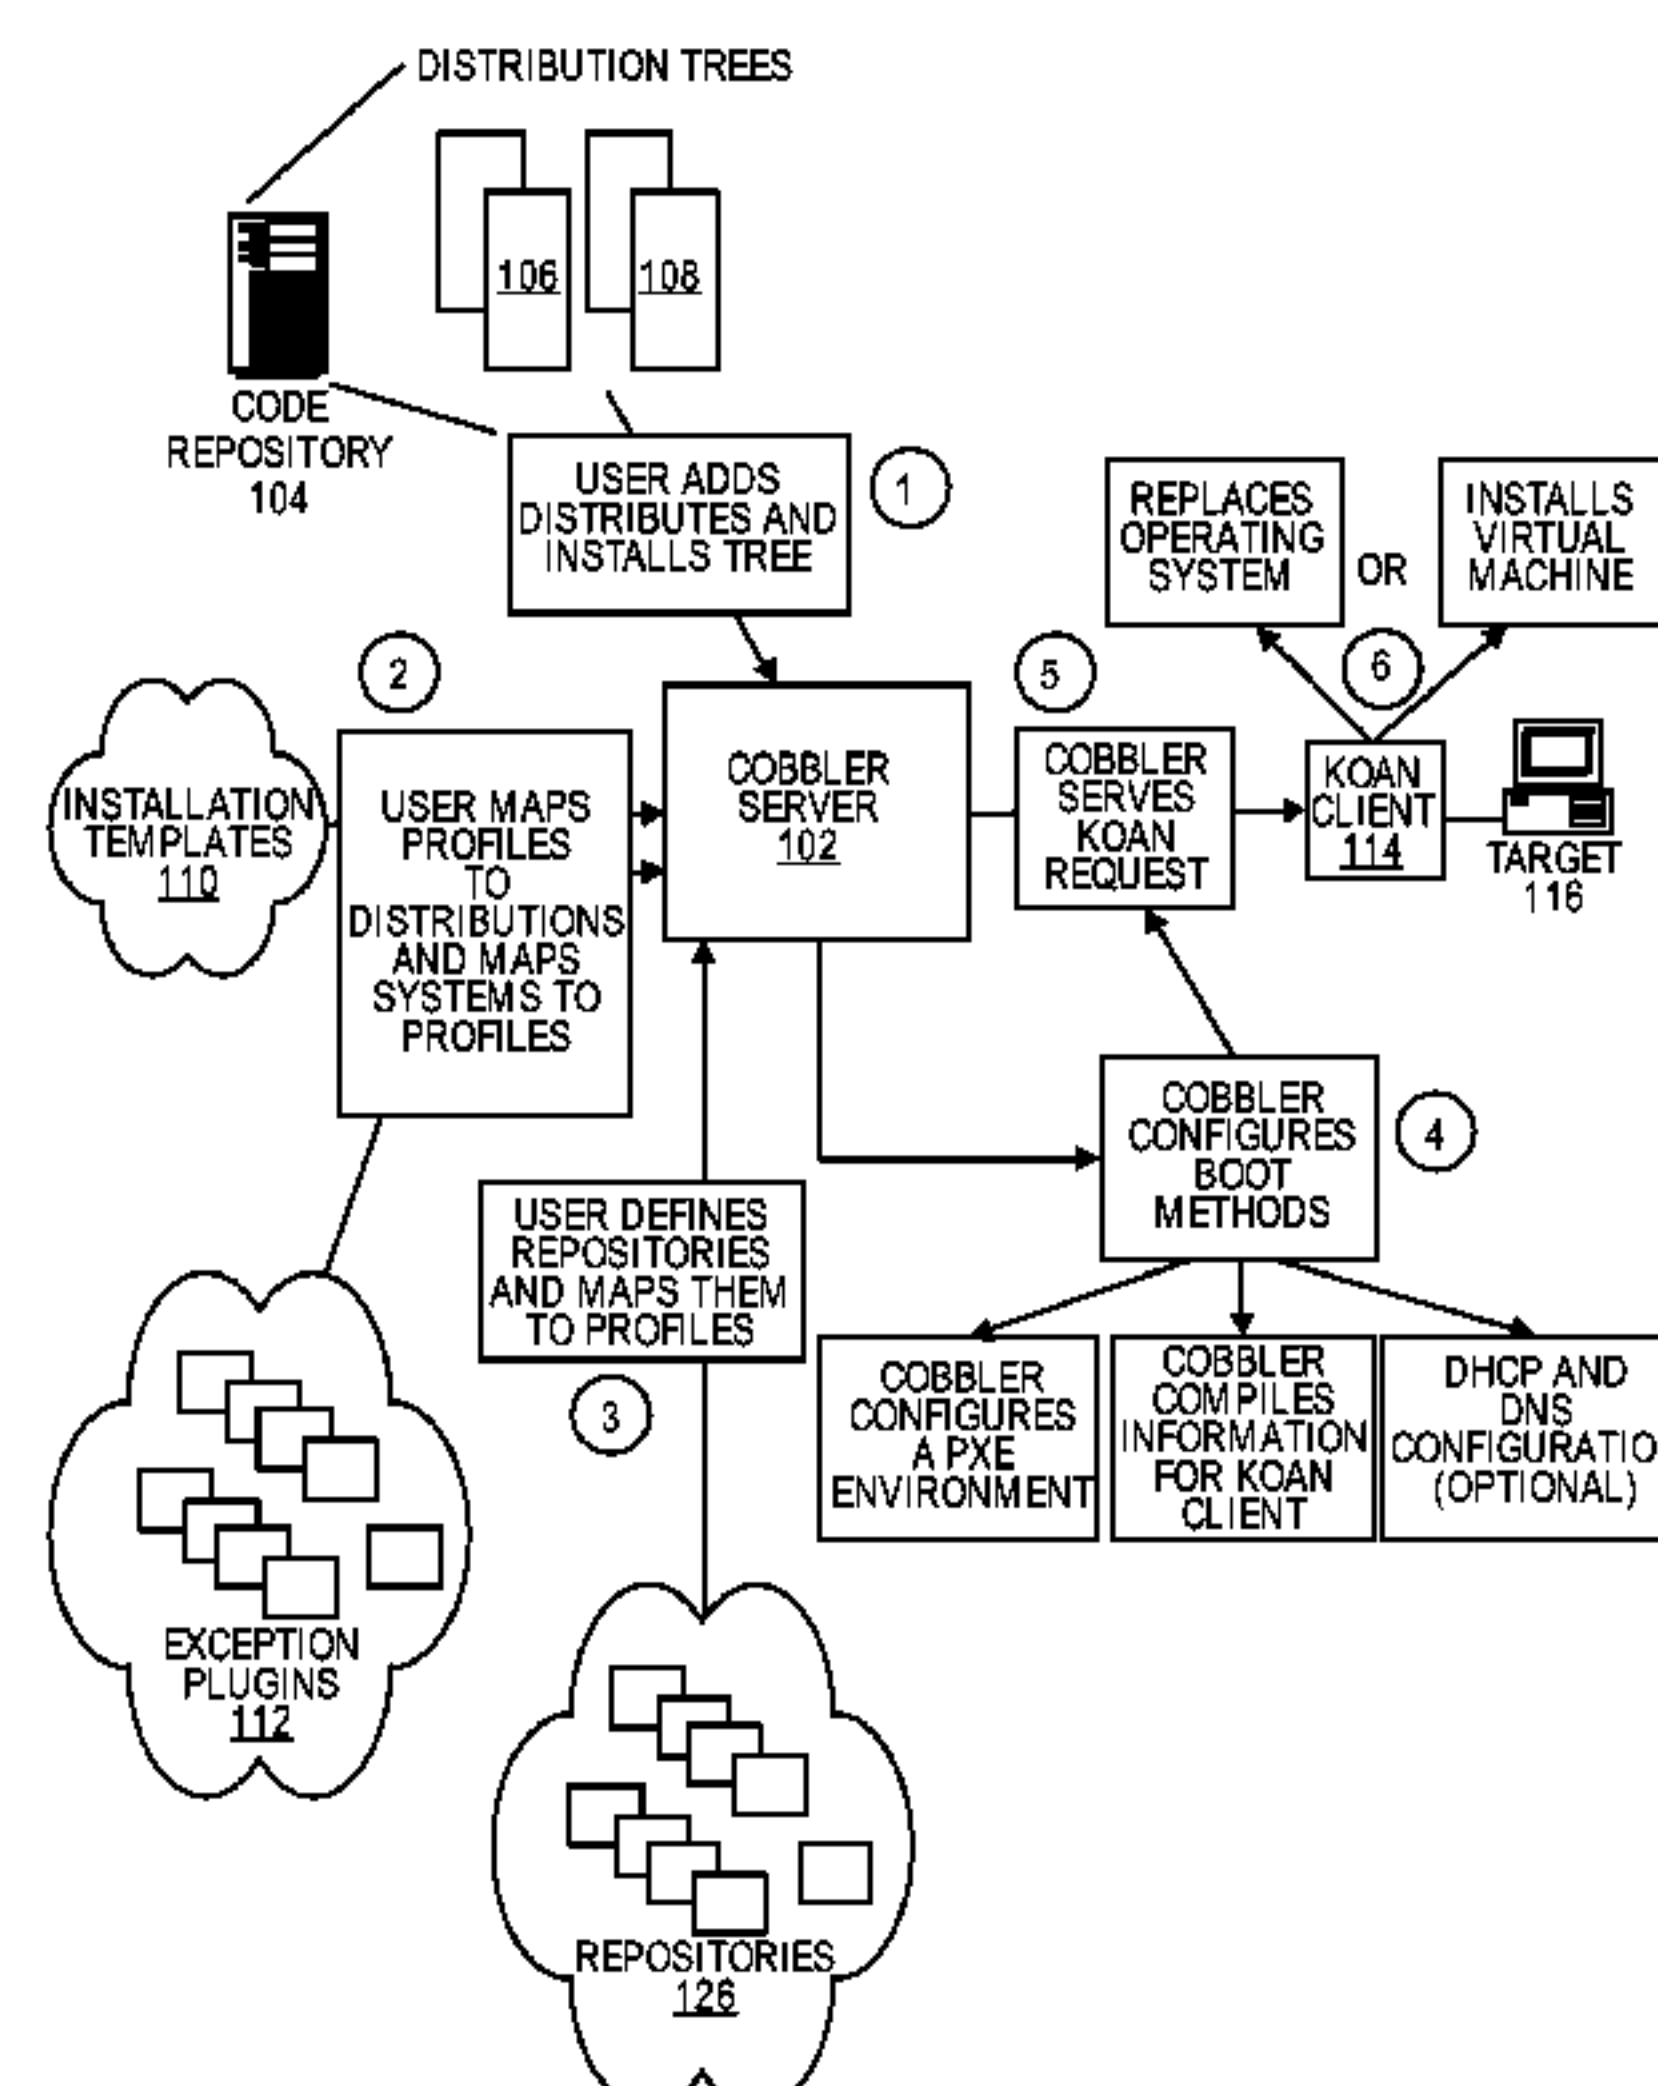 DISTRIBUTION TREES
106
108
CODE
REPOSITORY
104
USER ADDS
DISTRIBUTES AND
INSTALLS TREE
1
REPLACES
OPERATING
SYSTEM
OR
INSTALLS
VIRTUAL
MACHINE
2
5
6
INSTALLATION
TEMPLATES
110
USER MAPS
PROFILES
TO
DISTRIBUTIONS
AND MAPS
SYSTEMS TO
PROFILES
COBBLER
SERVER
102
COBBLER
SERVES
KOAN
REQUEST
KOAN
CLIENT
114
TARGET
116
COBBLER
CONFIGURES
BOOT
METHODS
4
USER DEFINES
REPOSITORIES
AND MAPS THEM
TO PROFILES
3
COBBLER
CONFIGURES
A PXE
ENVIRONMENT
COBBLER
COMPILES
INFORMATION
FOR KOAN
CLIENT
DHCP AND
DNS
CONFIGURATIO
(OPTIONAL)
EXCEPTION
PLUGINS
112
REPOSITORIES
126